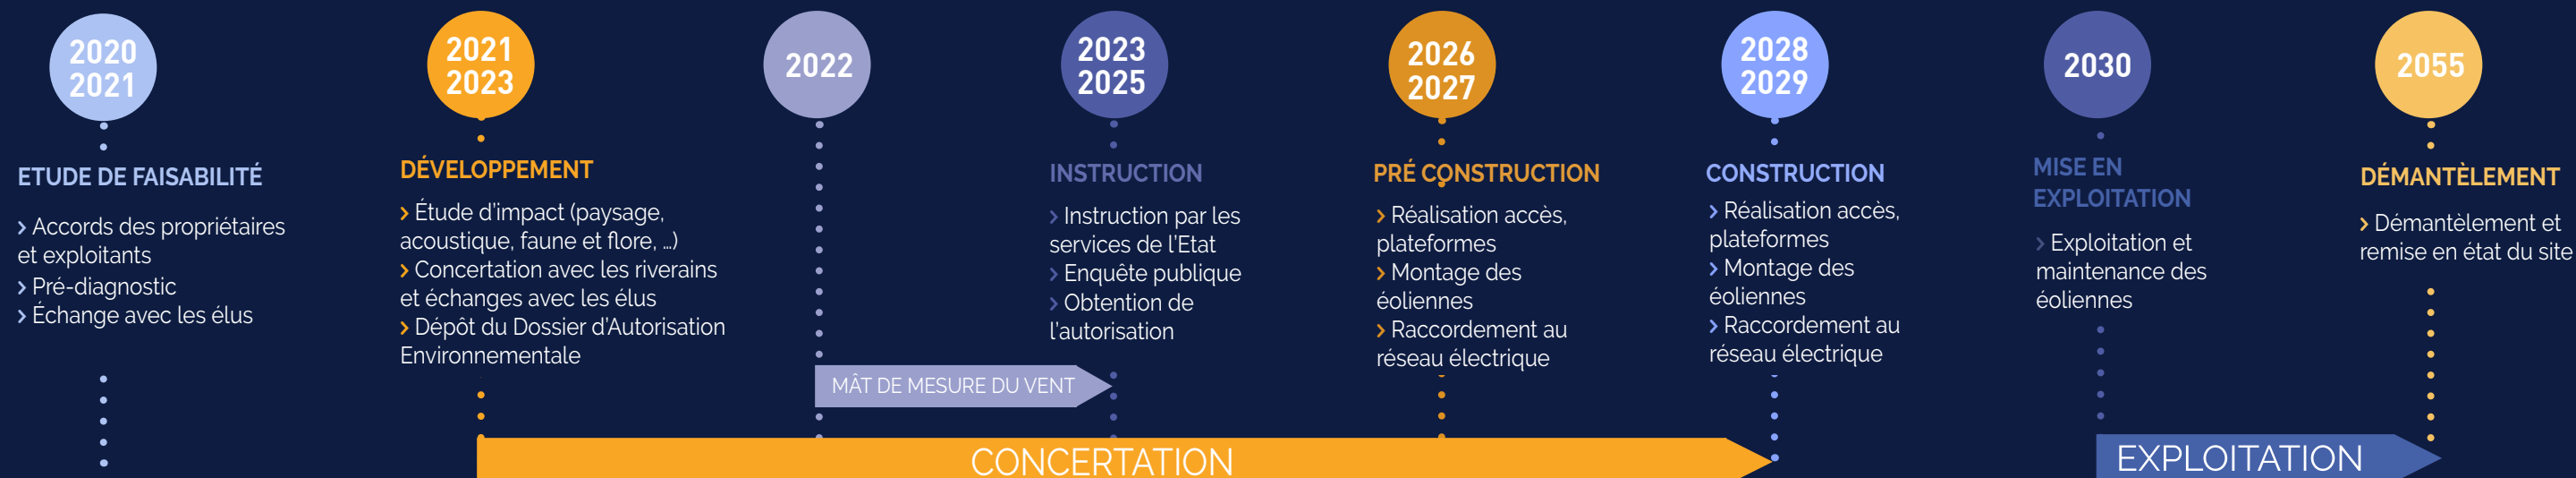 2020
2021
ETUDE DE FAISABILITÉ
> Accords des propriétaires
et exploitants
> Pré-diagnostic
> Échange avec les élus
2021
2023
DÉVELOPPEMENT
> Étude d'impact (paysage,
acoustique, faune et flore, ...)
> Concertation avec les riverains
et échanges avec les élus
> Dépôt du Dossier d'Autorisation
Environnementale
2022
MÂT DE MESURE DU VENT
2023
2025
INSTRUCTION
> Instruction par les
services de l'Etat
> Enquête publique
> Obtention de
l'autorisation
2026
2027
PRÉ CONSTRUCTION
> Réalisation accès,
plateformes
> Montage des
éoliennes
> Raccordement au
réseau électrique
2028
2029
CONSTRUCTION
> Réalisation accès,
plateformes
> Montage des
éoliennes
> Raccordement au
réseau électrique
2030
MISE EN
EXPLOITATION
> Exploitation et
maintenance des
éoliennes
2055
DÉMANTÈLEMENT
> Démantèlement et
remise en état du site
CONCERTATION
EXPLOITATION